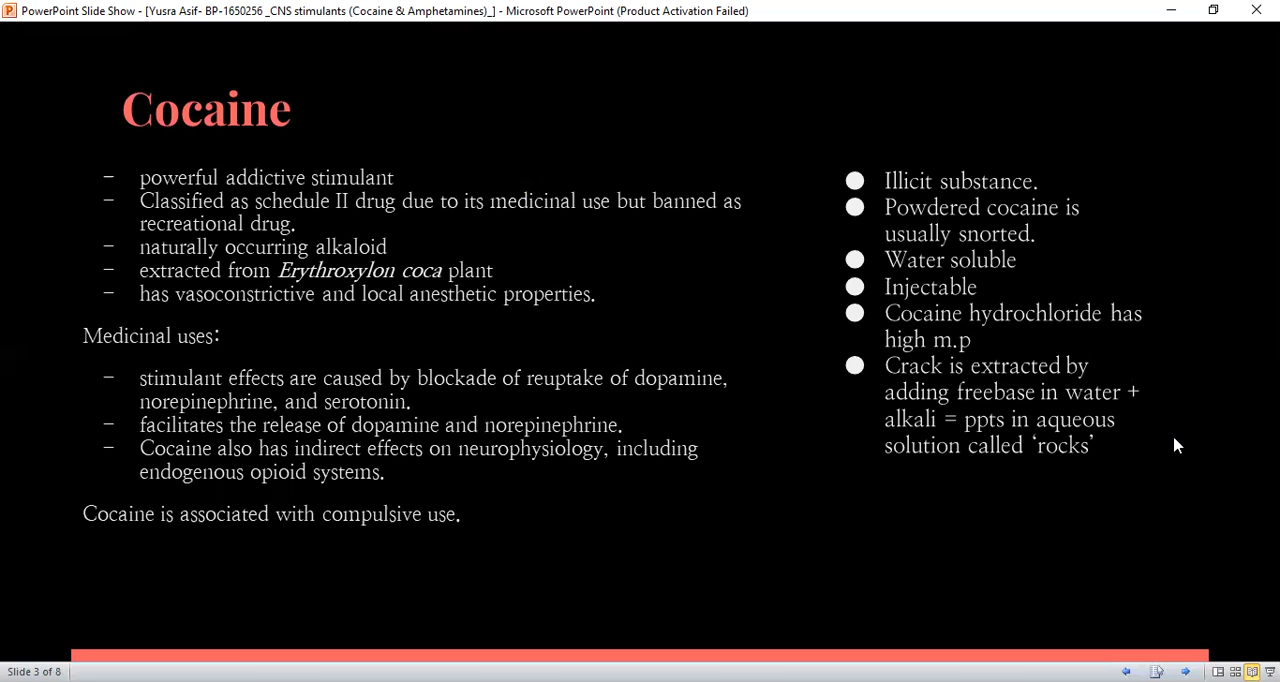 PowerPoint Slide Show - [Yusra Asif- BP-1650256 _CNS stimulants (Cocaine & Amphetamines)_] - Microsoft PowerPoint (Product Activation Failed)
Cocaine
– powerful addictive stimulant
– Classified as schedule II drug due to its medicinal use but banned as
recreational drug.
– naturally occurring alkaloid
– extracted from Erythroxylon coca plant
– has vasoconstrictive and local anesthetic properties.
Medicinal uses:
– stimulant effects are caused by blockade of reuptake of dopamine,
norepinephrine, and serotonin.
– facilitates the release of dopamine and norepinephrine.
– Cocaine also has indirect effects on neurophysiology, including
endogenous opioid systems.
Cocaine is associated with compulsive use.
● Illicit substance.
● Powdered cocaine is
usually snorted.
● Water soluble
● Injectable
● Cocaine hydrochloride has
high m.p
● Crack is extracted by
adding freebase in water +
alkali = ppts in aqueous
solution called ‘rocks’
Slide 3 of 8